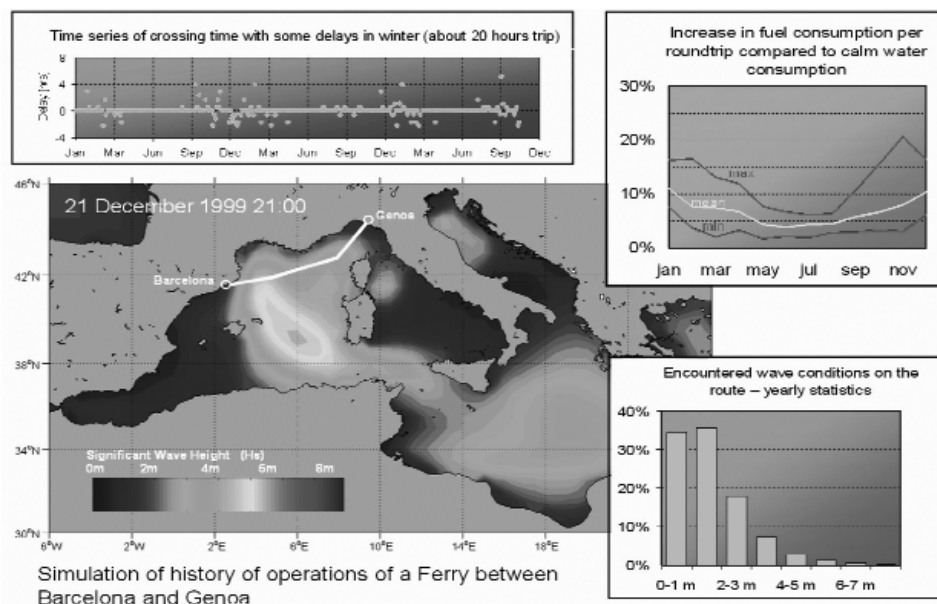 Time series of crossing time with some delays in winter (about 20 hours trip)
8
4
0
-4
Jan Mar Jun Sep Dec Mar Jun Sep Dec Mar Jun Sep Dec
Increase in fuel consumption per
roundtrip compared to calm water
consumption
30%
20%
10%
0%
max
mean
min
jan mar may jul sep nov
46°N
42°N
38°N
34°N
30°N
21 December 1999 21:00
Genoa
Barcelona
Significant Wave Height (Hs)
0m 2m 4m 6m 8m
6°W 2°W 2°E 6°E 10°E 14°E 18°E
Encountered wave conditions on the
route – yearly statistics
40%
30%
20%
10%
0%
0-1 m 2-3 m 4-5 m 6-7 m
Simulation of history of operations of a Ferry between
Barcelona and Genoa